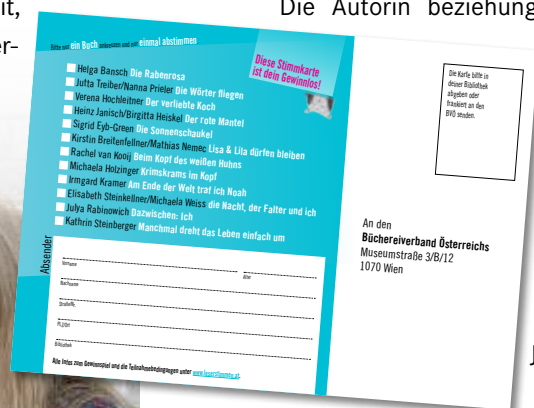 it,
er-
Die Autorin beziehung
Bitte nur ein Buch ankreuzen und nur einmal abstimmen
Diese Stimmkarte
ist dein Gewinnlos!
Helga Bansch Die Rabenrosa
Jutta Treiber/Nanna Prieler Die Wörter fliegen
Verena Hochleitner Der verliebte Koch
Heinz Janisch/Birgitta Heiskel Der rote Mantel
Sigrid Eyb-Green Die Sonnenschaukel
Kirstin Breitenfellner/Mathias Nemec Lisa & Lila dürfen bleiben
Rachel van Kooij Beim Kopf des weißen Huhns
Michaela Holzinger Krimskrams im Kopf
Irmgard Kramer Am Ende der Welt traf ich Noah
Elisabeth Steinkellner/Michaela Weiss die Nacht, der Falter und ich
Julya Rabinowich Dazwischen: Ich
Kathrin Steinberger Manchmal dreht das Leben einfach um
Absender
Vorname
Alter
Nachname
Straße/Nr.
PLZ/Ort
Bibliothek
Alle Infos zum Gewinnspiel und die Teilnahmebedingungen unter www.leserstimmen.at.
Die Karte bitte in
deiner Bibliothek
abgeben oder
frankiert an den
BVÖ senden.
An den
Büchereiverband Österreichs
Museumstraße 3/B/12
1070 Wien
J